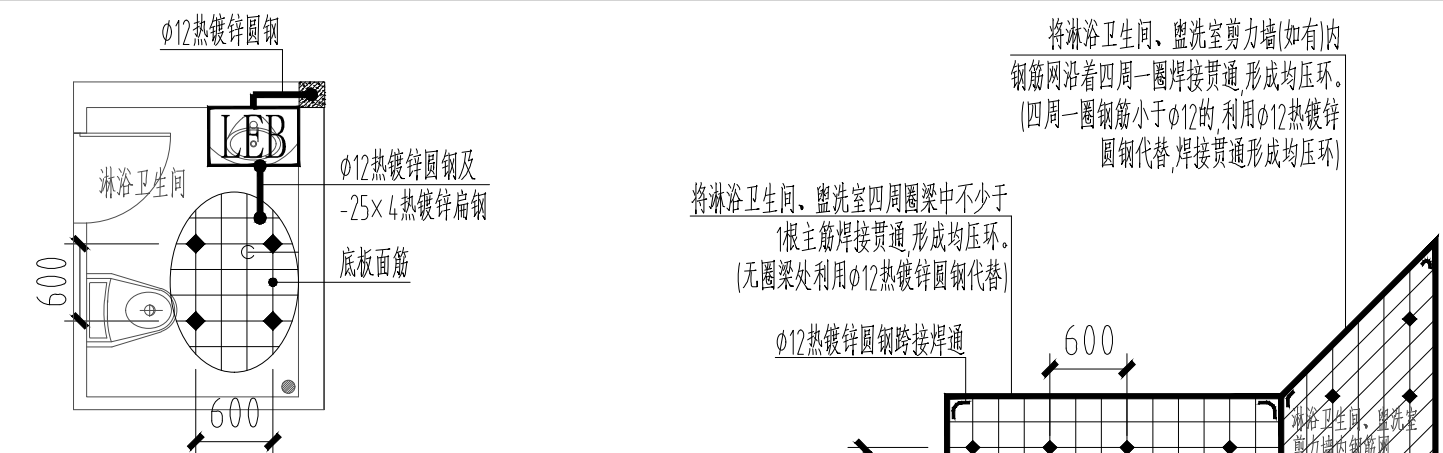 φ12热镀锌圆钢
LEB
淋浴卫生间
φ12热镀锌圆钢及
-25×4热镀锌扁钢
底板面筋
600
600
将淋浴卫生间、盥洗室剪力墙(如有)内
钢筋网沿着四周一圈焊接贯通,形成均压环。
(四周一圈钢筋小于φ12的,利用φ12热镀锌
圆钢代替,焊接贯通形成均压环)
将淋浴卫生间、盥洗室四周圈梁中不少于
1根主筋焊接贯通,形成均压环。
(无圈梁处利用φ12热镀锌圆钢代替)
φ12热镀锌圆钢跨接焊通
600
淋浴卫生间、盥洗室
剪力墙内钢筋网